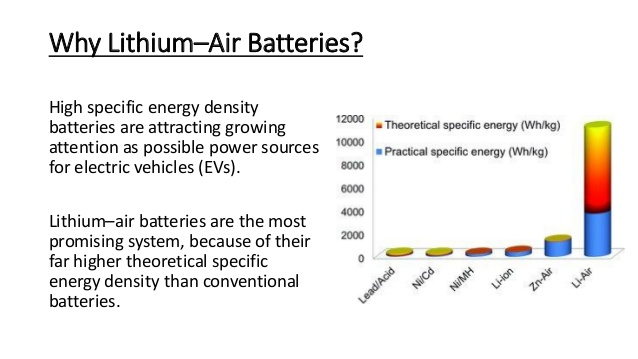 Why Lithium–Air Batteries?
High specific energy density
batteries are attracting growing
attention as possible power sources
for electric vehicles (EVs).
Lithium–air batteries are the most
promising system, because of their
far higher theoretical specific
energy density than conventional
batteries.
12000
10000
8000
6000
4000
2000
0
Theoretical specific energy (Wh/kg)
Practical specific energy (Wh/kg)
Lead/Acid
Ni/Cd
Ni/MH
Li-ion
Zn-Air
Li-Air